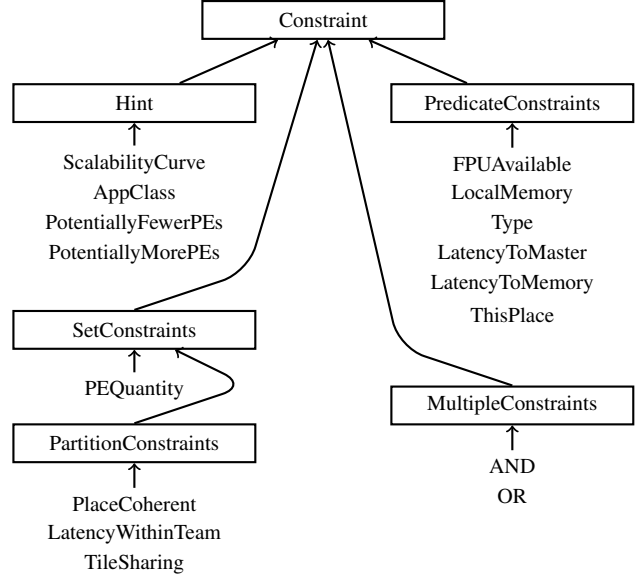 Constraint
Hint
ScalabilityCurve
AppClass
PotentiallyFewerPEs
PotentiallyMorePEs
PredicateConstraints
FPUAvailable
LocalMemory
Type
LatencyToMaster
LatencyToMemory
ThisPlace
SetConstraints
PEQuantity
PartitionConstraints
PlaceCoherent
LatencyWithinTeam
TileSharing
MultipleConstraints
AND
OR